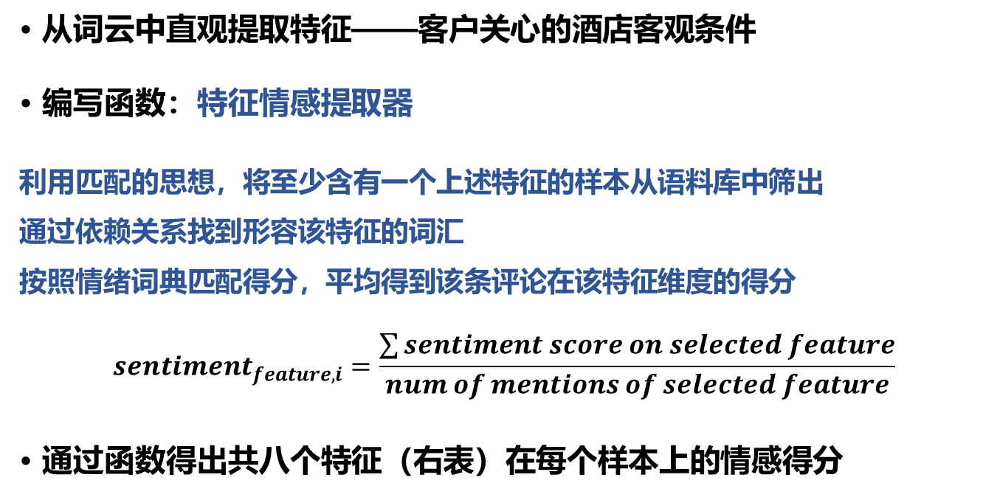 • 从词云中直观提取特征——客户关心的酒店客观条件
• 编写函数：特征情感提取器
利用匹配的思想，将至少含有一个上述特征的样本从语料库中筛出
通过依赖关系找到形容该特征的词汇
按照情绪词典匹配得分，平均得到该条评论在该特征维度的得分
sentiment_{feature,i} = \frac{∑ sentiment score on selected feature}{num of mentions of selected feature}
• 通过函数得出共八个特征（右表）在每个样本上的情感得分